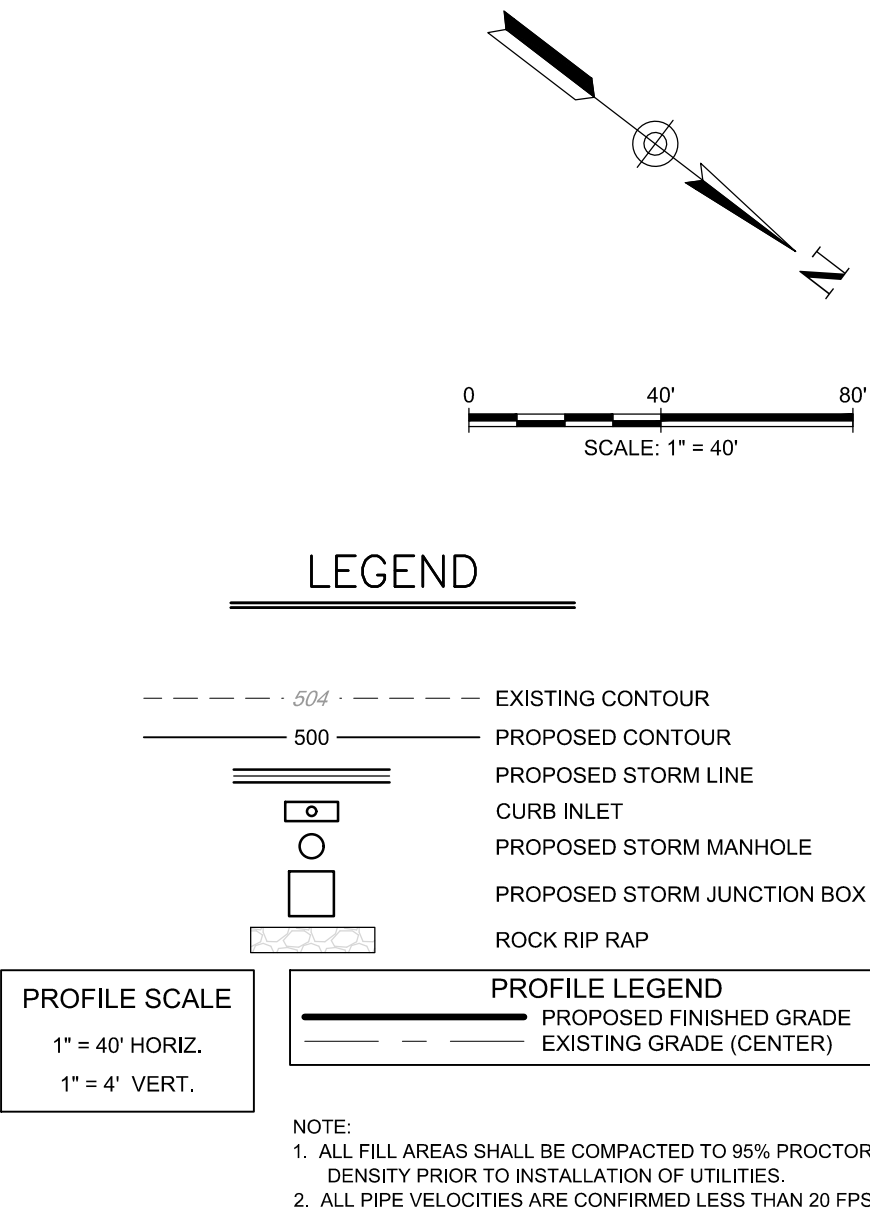 N
0 40' 80'
SCALE: 1" = 40'
LEGEND
504 EXISTING CONTOUR
500 PROPOSED CONTOUR
PROPOSED STORM LINE
CURB INLET
PROPOSED STORM MANHOLE
PROPOSED STORM JUNCTION BOX
ROCK RIP RAP
PROFILE SCALE
1" = 40' HORIZ.
1" = 4' VERT.
PROFILE LEGEND
PROPOSED FINISHED GRADE
EXISTING GRADE (CENTER)
NOTE:
1. ALL FILL AREAS SHALL BE COMPACTED TO 95% PROCTOR
DENSITY PRIOR TO INSTALLATION OF UTILITIES.
2. ALL PIPE VELOCITIES ARE CONFIRMED LESS THAN 20 FPS